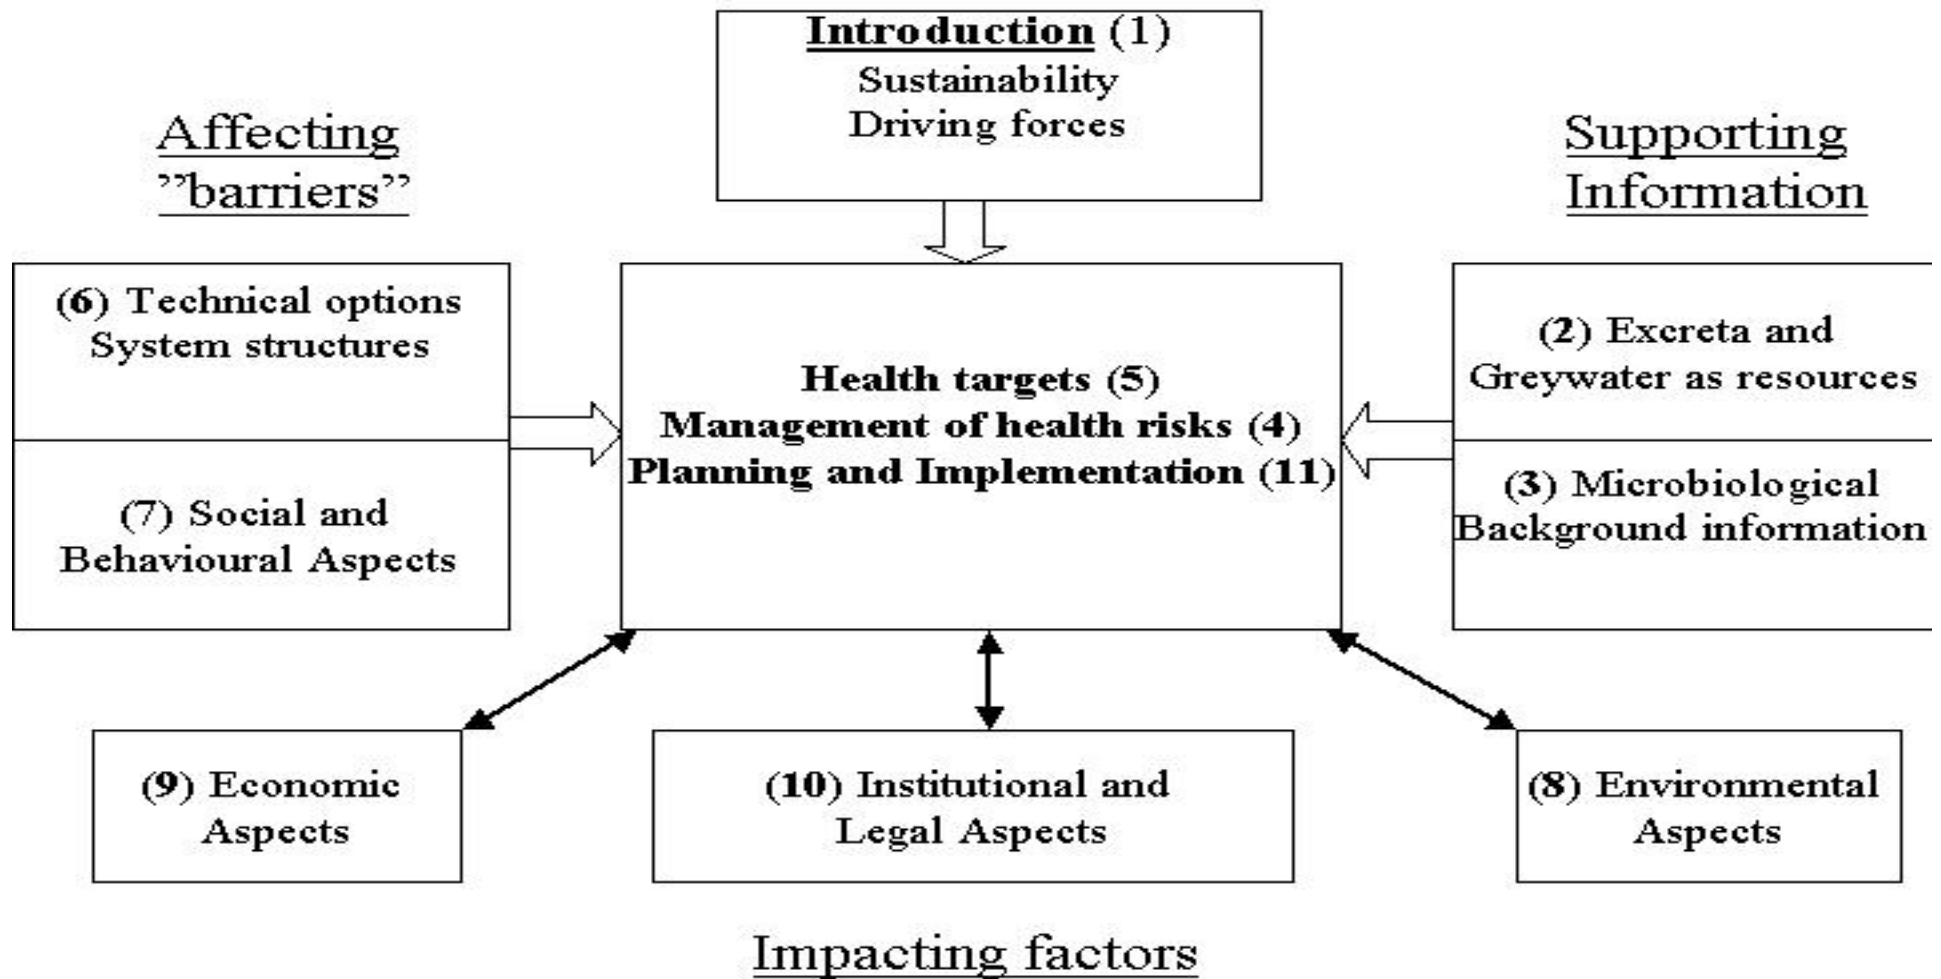 Introduction (1)
Sustainability
Driving forces
Affecting
”barriers”
Supporting
Information
(6) Technical options
System structures
(7) Social and
Behavioural Aspects
Health targets (5)
Management of health risks (4)
Planning and Implementation (11)
(2) Excreta and
Greywater as resources
(3) Microbiological
Background information
(9) Economic
Aspects
(10) Institutional and
Legal Aspects
(8) Environmental
Aspects
Impacting factors